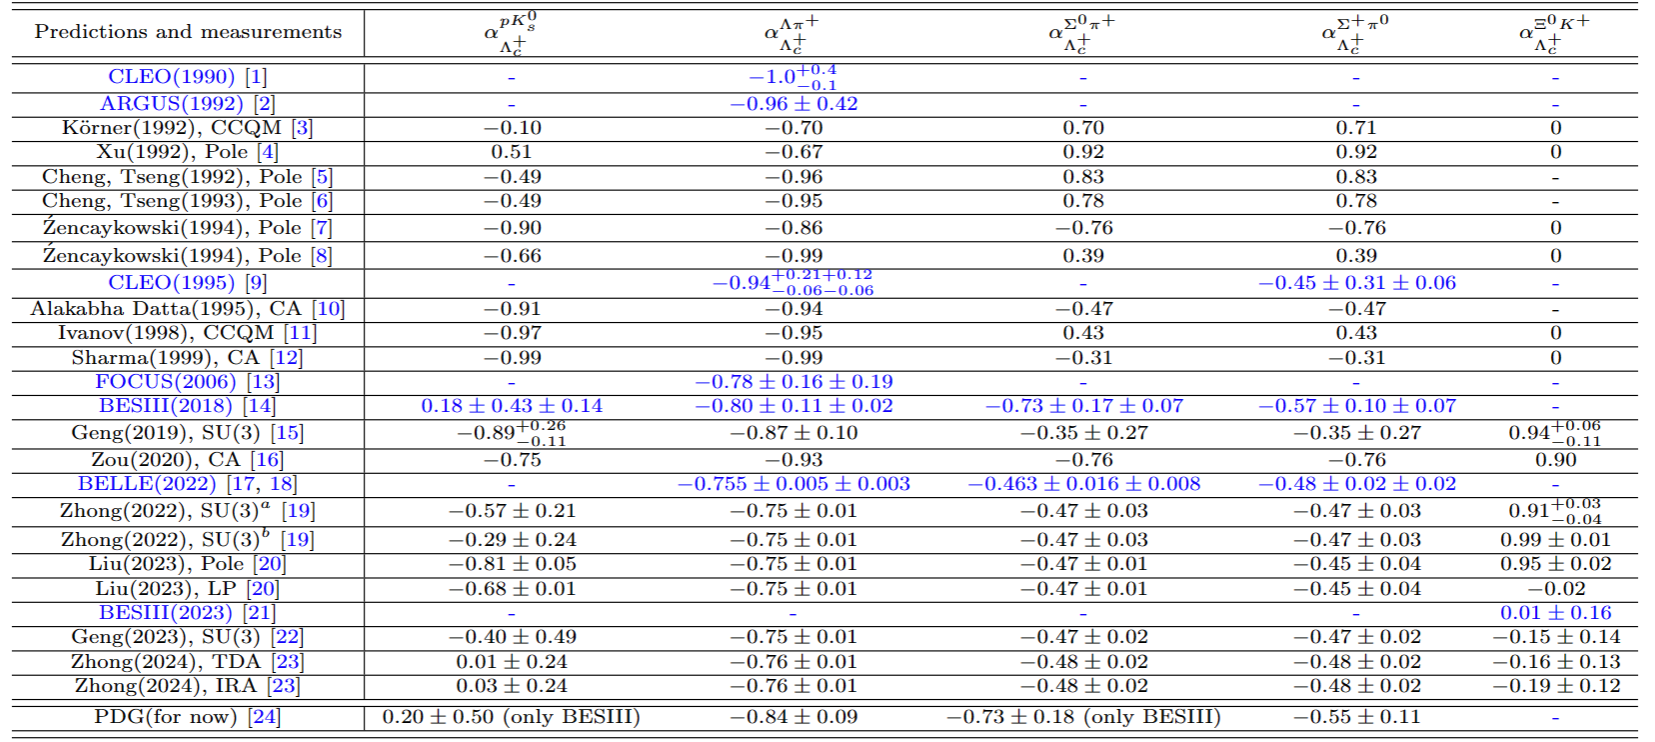 Predictions and measurements α_{Λ_c^+}^{pK_s^0} α_{Λ_c^+}^{Λπ^+} α_{Λ_c^+}^{Σ^0π^+} α_{Λ_c^+}^{Σ^+π^0} α_{Λ_c^+}^{Ξ^0K^+}
CLEO(1990) [1] - −1.0^{+0.4}_{−0.1} - - -
ARGUS(1992) [2] - −0.96 ± 0.42 - - -
Körner(1992), CCQM [3] −0.10 −0.70 0.70 0.71 0
Xu(1992), Pole [4] 0.51 −0.67 0.92 0.92 0
Cheng, Tseng(1992), Pole [5] −0.49 −0.96 0.83 0.83 -
Cheng, Tseng(1993), Pole [6] −0.49 −0.95 0.78 0.78 -
Źencaykowski(1994), Pole [7] −0.90 −0.86 −0.76 −0.76 0
Źencaykowski(1994), Pole [8] −0.66 −0.99 0.39 0.39 0
CLEO(1995) [9] - −0.94^{+0.21+0.12}_{−0.06−0.06} - −0.45 ± 0.31 ± 0.06 -
Alakabha Datta(1995), CA [10] −0.91 −0.94 −0.47 −0.47 -
Ivanov(1998), CCQM [11] −0.97 −0.95 0.43 0.43 0
Sharma(1999), CA [12] −0.99 −0.99 −0.31 −0.31 0
FOCUS(2006) [13] - −0.78 ± 0.16 ± 0.19 - - -
BESIII(2018) [14] 0.18 ± 0.43 ± 0.14 −0.80 ± 0.11 ± 0.02 −0.73 ± 0.17 ± 0.07 −0.57 ± 0.10 ± 0.07 -
Geng(2019), SU(3) [15] −0.89^{+0.26}_{−0.11} −0.87 ± 0.10 −0.35 ± 0.27 −0.35 ± 0.27 0.94^{+0.06}_{−0.11}
Zou(2020), CA [16] −0.75 −0.93 −0.76 −0.76 0.90
BELLE(2022) [17, 18] - −0.755 ± 0.005 ± 0.003 −0.463 ± 0.016 ± 0.008 −0.48 ± 0.02 ± 0.02 -
Zhong(2022), SU(3)^a [19] −0.57 ± 0.21 −0.75 ± 0.01 −0.47 ± 0.03 −0.47 ± 0.03 0.91^{+0.03}_{−0.04}
Zhong(2022), SU(3)^b [19] −0.29 ± 0.24 −0.75 ± 0.01 −0.47 ± 0.03 −0.47 ± 0.03 0.99 ± 0.01
Liu(2023), Pole [20] −0.81 ± 0.05 −0.75 ± 0.01 −0.47 ± 0.01 −0.45 ± 0.04 0.95 ± 0.02
Liu(2023), LP [20] −0.68 ± 0.01 −0.75 ± 0.01 −0.47 ± 0.01 −0.45 ± 0.04 −0.02
BESIII(2023) [21] - - - - 0.01 ± 0.16
Geng(2023), SU(3) [22] −0.40 ± 0.49 −0.75 ± 0.01 −0.47 ± 0.02 −0.47 ± 0.02 −0.15 ± 0.14
Zhong(2024), TDA [23] 0.01 ± 0.24 −0.76 ± 0.01 −0.48 ± 0.02 −0.48 ± 0.02 −0.16 ± 0.13
Zhong(2024), IRA [23] 0.03 ± 0.24 −0.76 ± 0.01 −0.48 ± 0.02 −0.48 ± 0.02 −0.19 ± 0.12
PDG(for now) [24] 0.20 ± 0.50 (only BESIII) −0.84 ± 0.09 −0.73 ± 0.18 (only BESIII) −0.55 ± 0.11 -